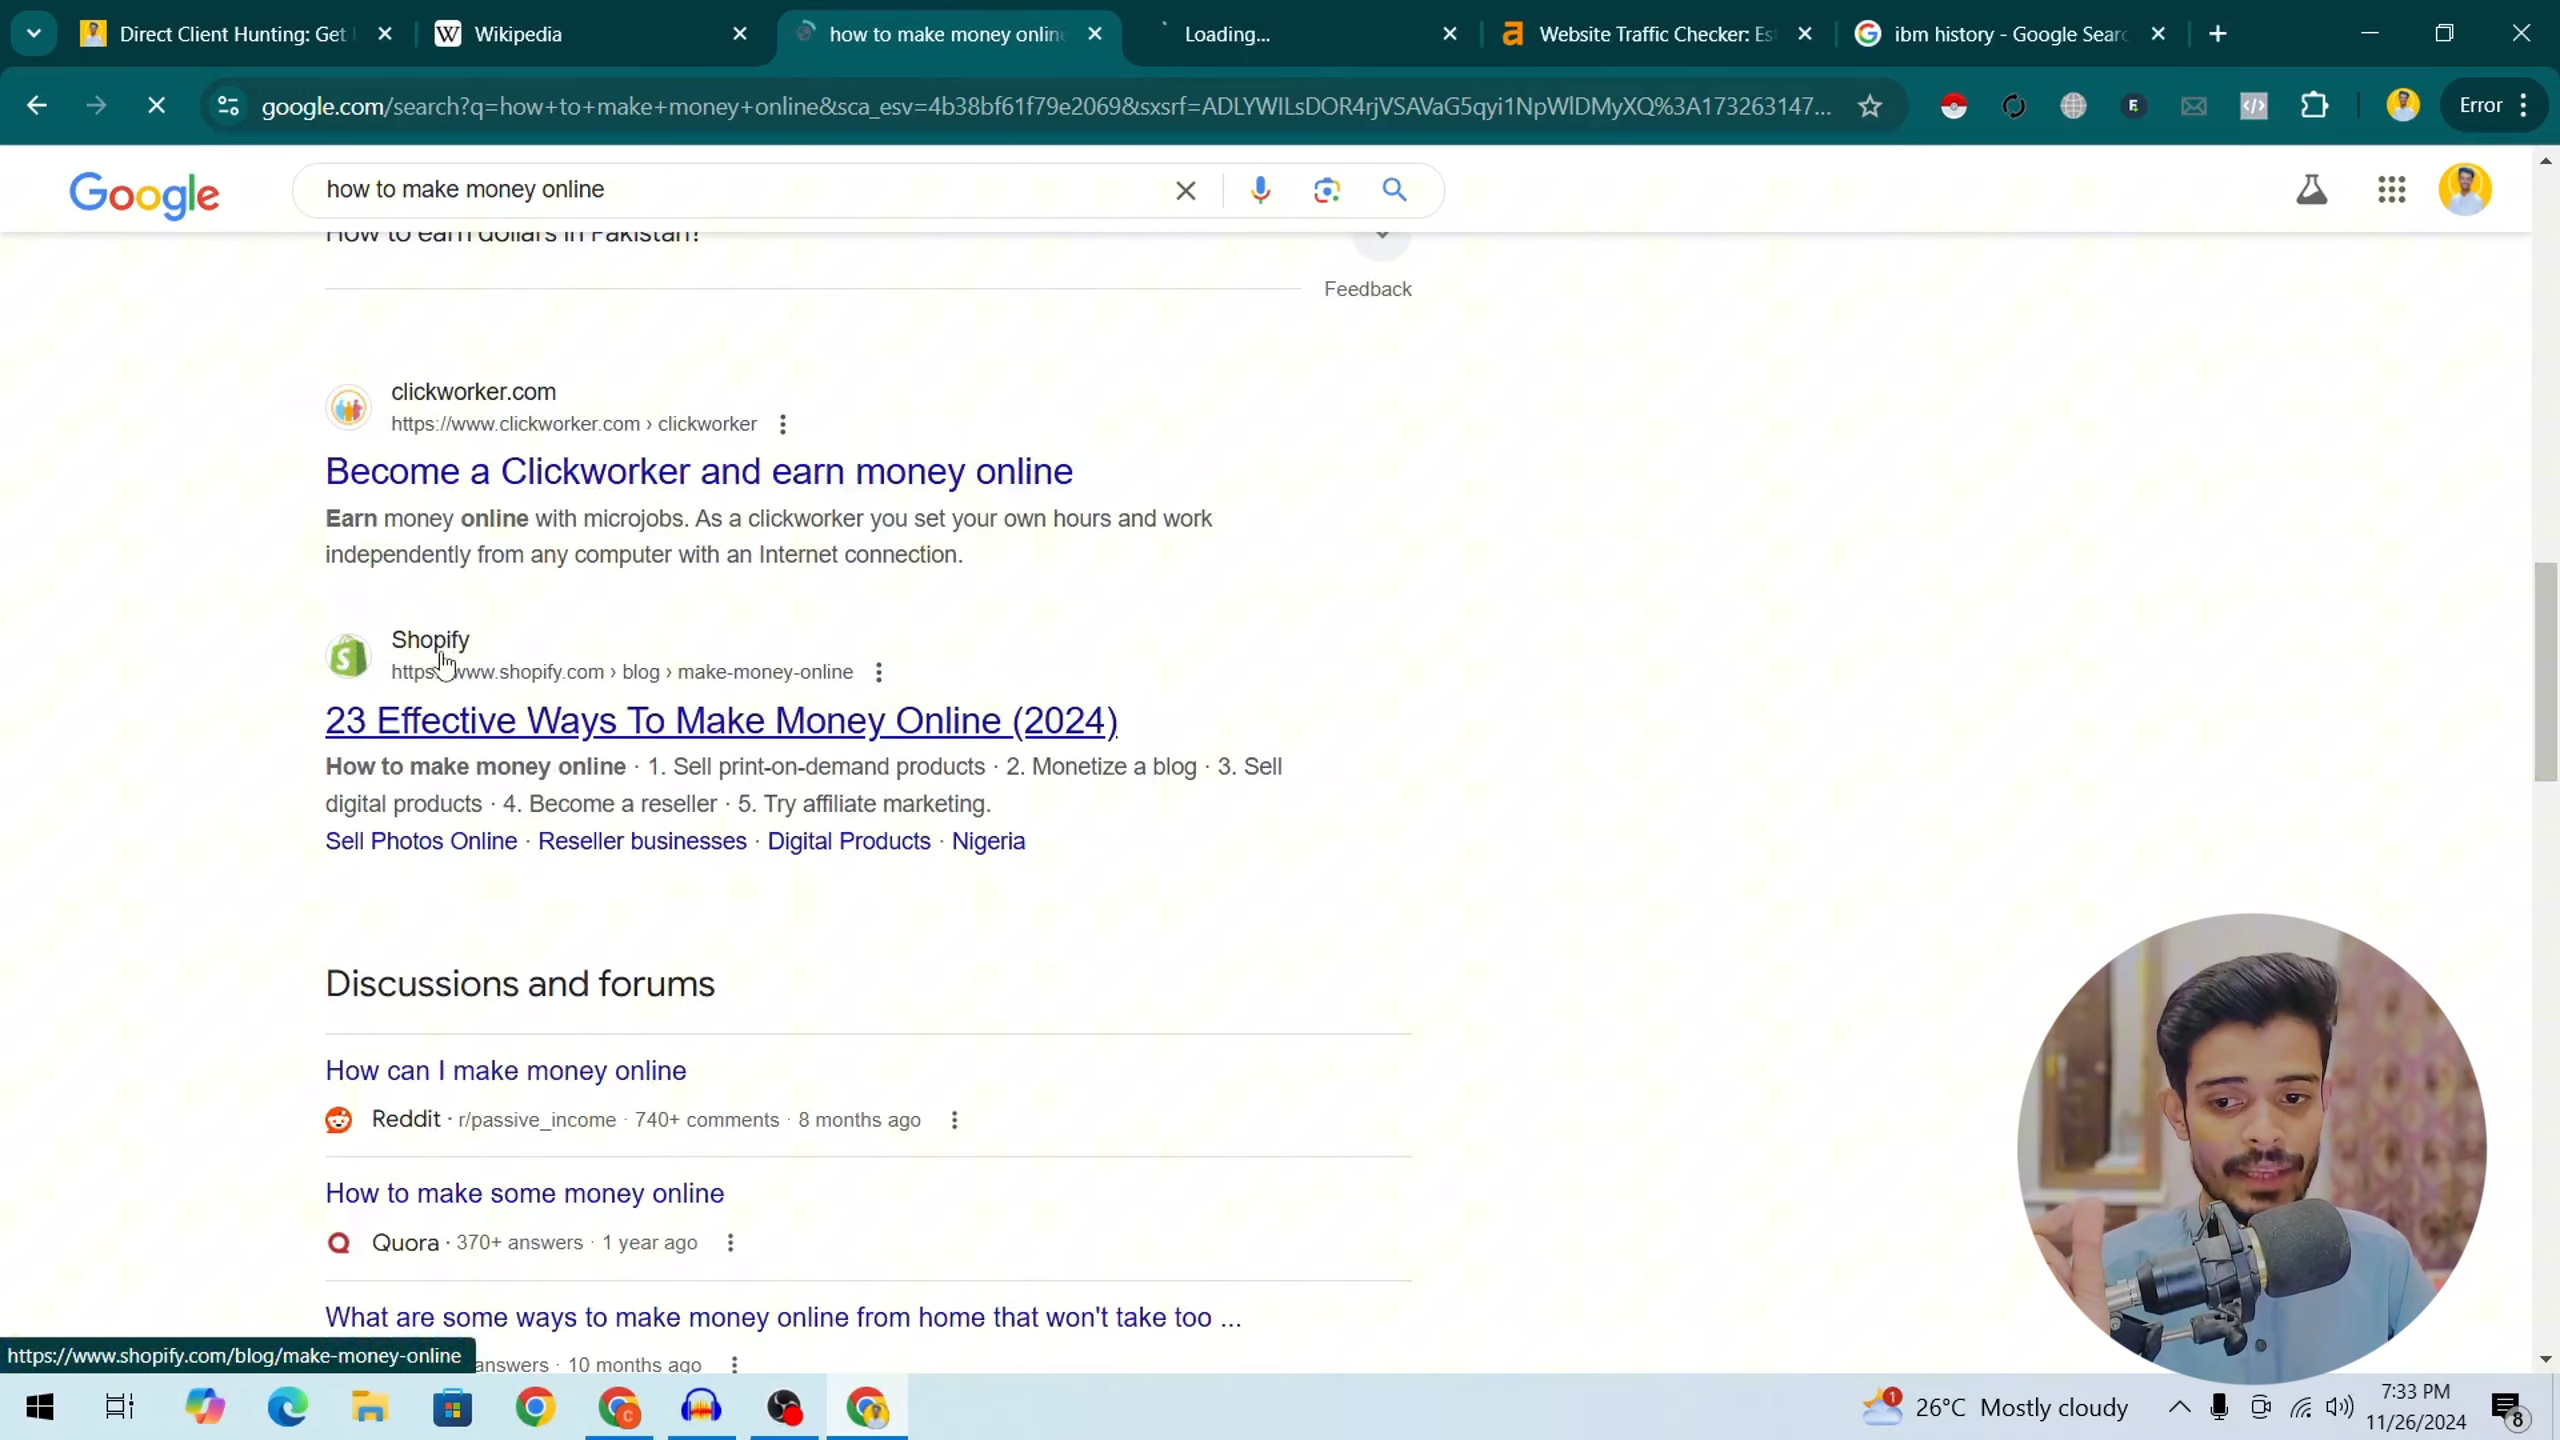 Direct Client Hunting: Get
Wikipedia
how to make money online
Loading...
Website Traffic Checker: Es
ibm history - Google Searc
google.com/search?q=how+to+make+money+online&sca_esv=4b38bf61f79e2069&sxsrf=ADLYWILsDOR4rjVSAVaG5qyi1NpWlDMyXQ%3A173263147...
Error
Google
how to make money online
How to earn dollars in Pakistan?
Feedback
clickworker.com
https://www.clickworker.com › clickworker
Become a Clickworker and earn money online
Earn money online with microjobs. As a clickworker you set your own hours and work
independently from any computer with an Internet connection.
Shopify
https://www.shopify.com › blog › make-money-online
23 Effective Ways To Make Money Online (2024)
How to make money online · 1. Sell print-on-demand products · 2. Monetize a blog · 3. Sell
digital products · 4. Become a reseller · 5. Try affiliate marketing.
Sell Photos Online · Reseller businesses · Digital Products · Nigeria
Discussions and forums
How can I make money online
Reddit · r/passive_income · 740+ comments · 8 months ago
How to make some money online
Quora · 370+ answers · 1 year ago
What are some ways to make money online from home that won't take too ...
answers · 10 months ago
https://www.shopify.com/blog/make-money-online
1
26°C Mostly cloudy
7:33 PM
11/26/2024
8